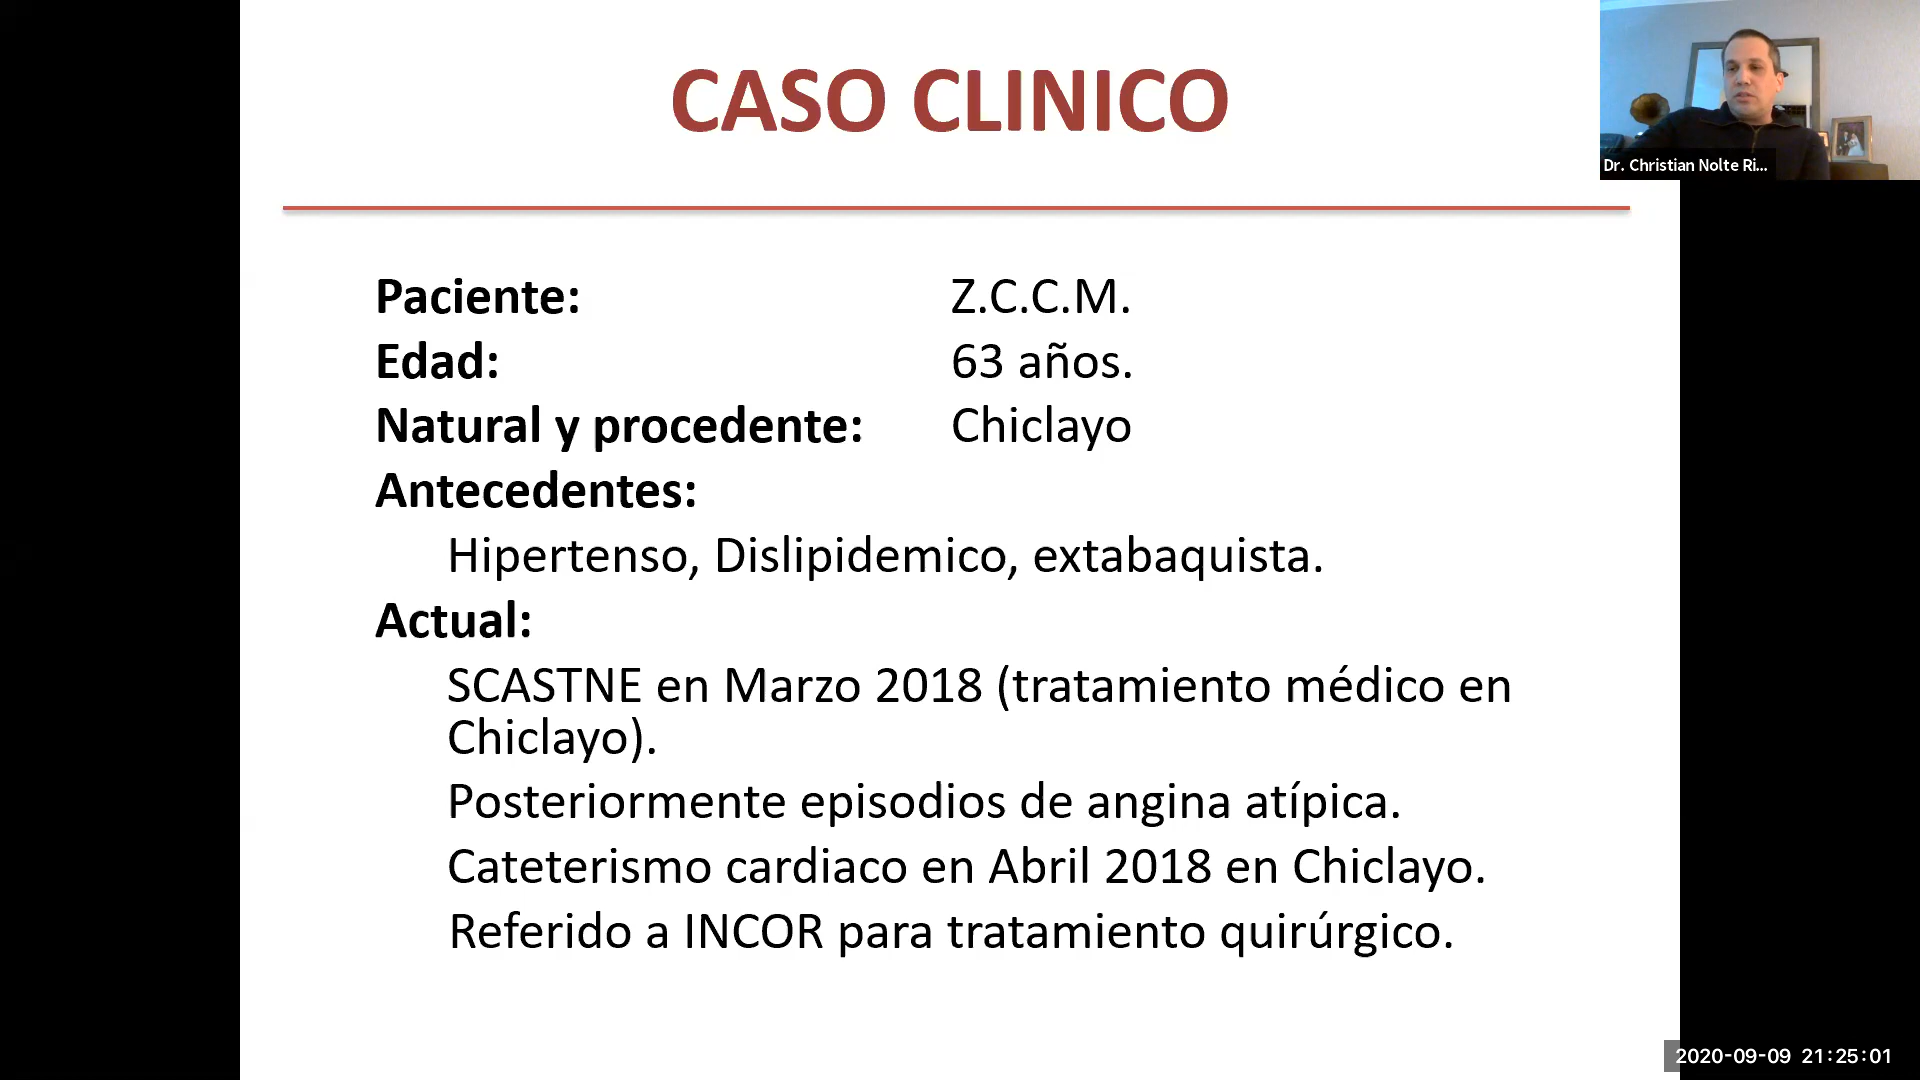 CASO CLINICO
Dr. Christian Nolte Ri...
Paciente: Z.C.C.M.
Edad: 63 años.
Natural y procedente: Chiclayo
Antecedentes:
Hipertenso, Dislipidemico, extabaquista.
Actual:
SCASTNE en Marzo 2018 (tratamiento médico en
Chiclayo).
Posteriormente episodios de angina atípica.
Cateterismo cardiaco en Abril 2018 en Chiclayo.
Referido a INCOR para tratamiento quirúrgico.
2020-09-09 21:25:01